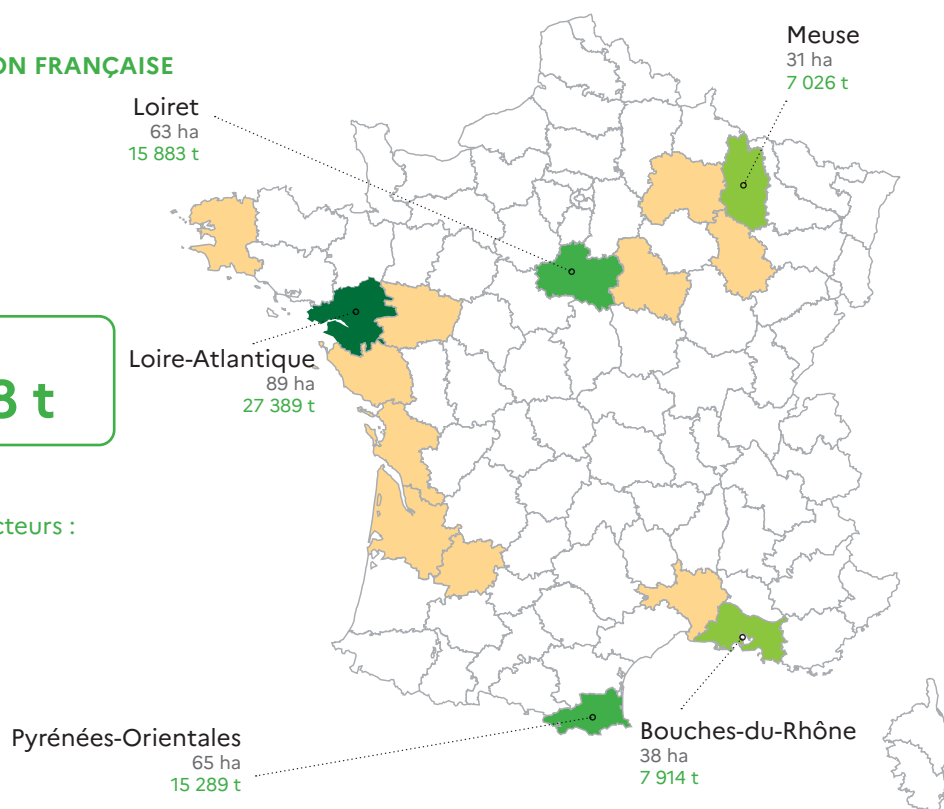 ON FRANÇAISE
Meuse
31 ha
7 026 t
Loiret
63 ha
15 883 t
Loire-Atlantique
89 ha
27 389 t
8 t
cteurs :
Pyrénées-Orientales
65 ha
15 289 t
Bouches-du-Rhône
38 ha
7 914 t